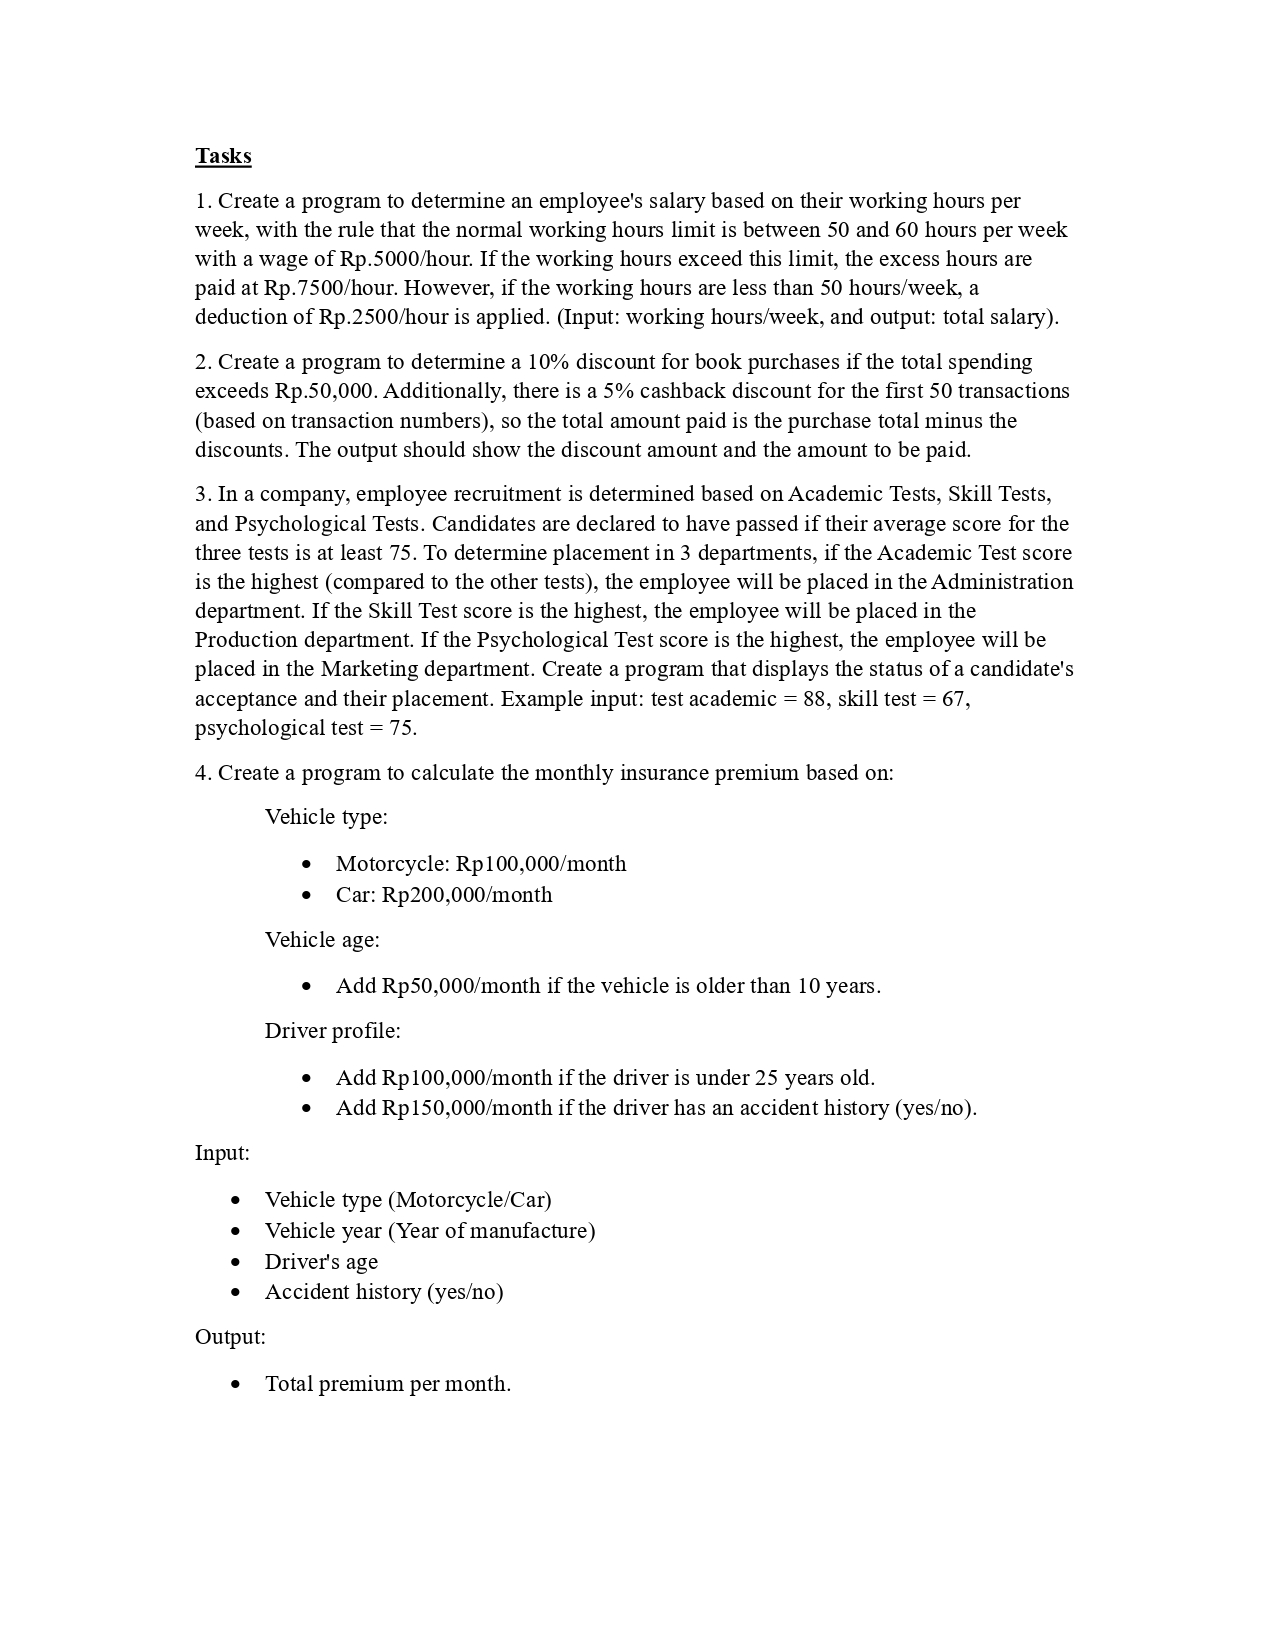 Tasks
1. Create a program to determine an employee's salary based on their working hours per
week, with the rule that the normal working hours limit is between 50 and 60 hours per week
with a wage of Rp.5000/hour. If the working hours exceed this limit, the excess hours are
paid at Rp.7500/hour. However, if the working hours are less than 50 hours/week, a
deduction of Rp.2500/hour is applied. (Input: working hours/week, and output: total salary).
2. Create a program to determine a 10% discount for book purchases if the total spending
exceeds Rp.50,000. Additionally, there is a 5% cashback discount for the first 50 transactions
(based on transaction numbers), so the total amount paid is the purchase total minus the
discounts. The output should show the discount amount and the amount to be paid.
3. In a company, employee recruitment is determined based on Academic Tests, Skill Tests,
and Psychological Tests. Candidates are declared to have passed if their average score for the
three tests is at least 75. To determine placement in 3 departments, if the Academic Test score
is the highest (compared to the other tests), the employee will be placed in the Administration
department. If the Skill Test score is the highest, the employee will be placed in the
Production department. If the Psychological Test score is the highest, the employee will be
placed in the Marketing department. Create a program that displays the status of a candidate's
acceptance and their placement. Example input: test academic = 88, skill test = 67,
psychological test = 75.
4. Create a program to calculate the monthly insurance premium based on:
Vehicle type:
• Motorcycle: Rp100,000/month
• Car: Rp200,000/month
Vehicle age:
• Add Rp50,000/month if the vehicle is older than 10 years.
Driver profile:
• Add Rp100,000/month if the driver is under 25 years old.
• Add Rp150,000/month if the driver has an accident history (yes/no).
Input:
• Vehicle type (Motorcycle/Car)
• Vehicle year (Year of manufacture)
• Driver's age
• Accident history (yes/no)
Output:
• Total premium per month.